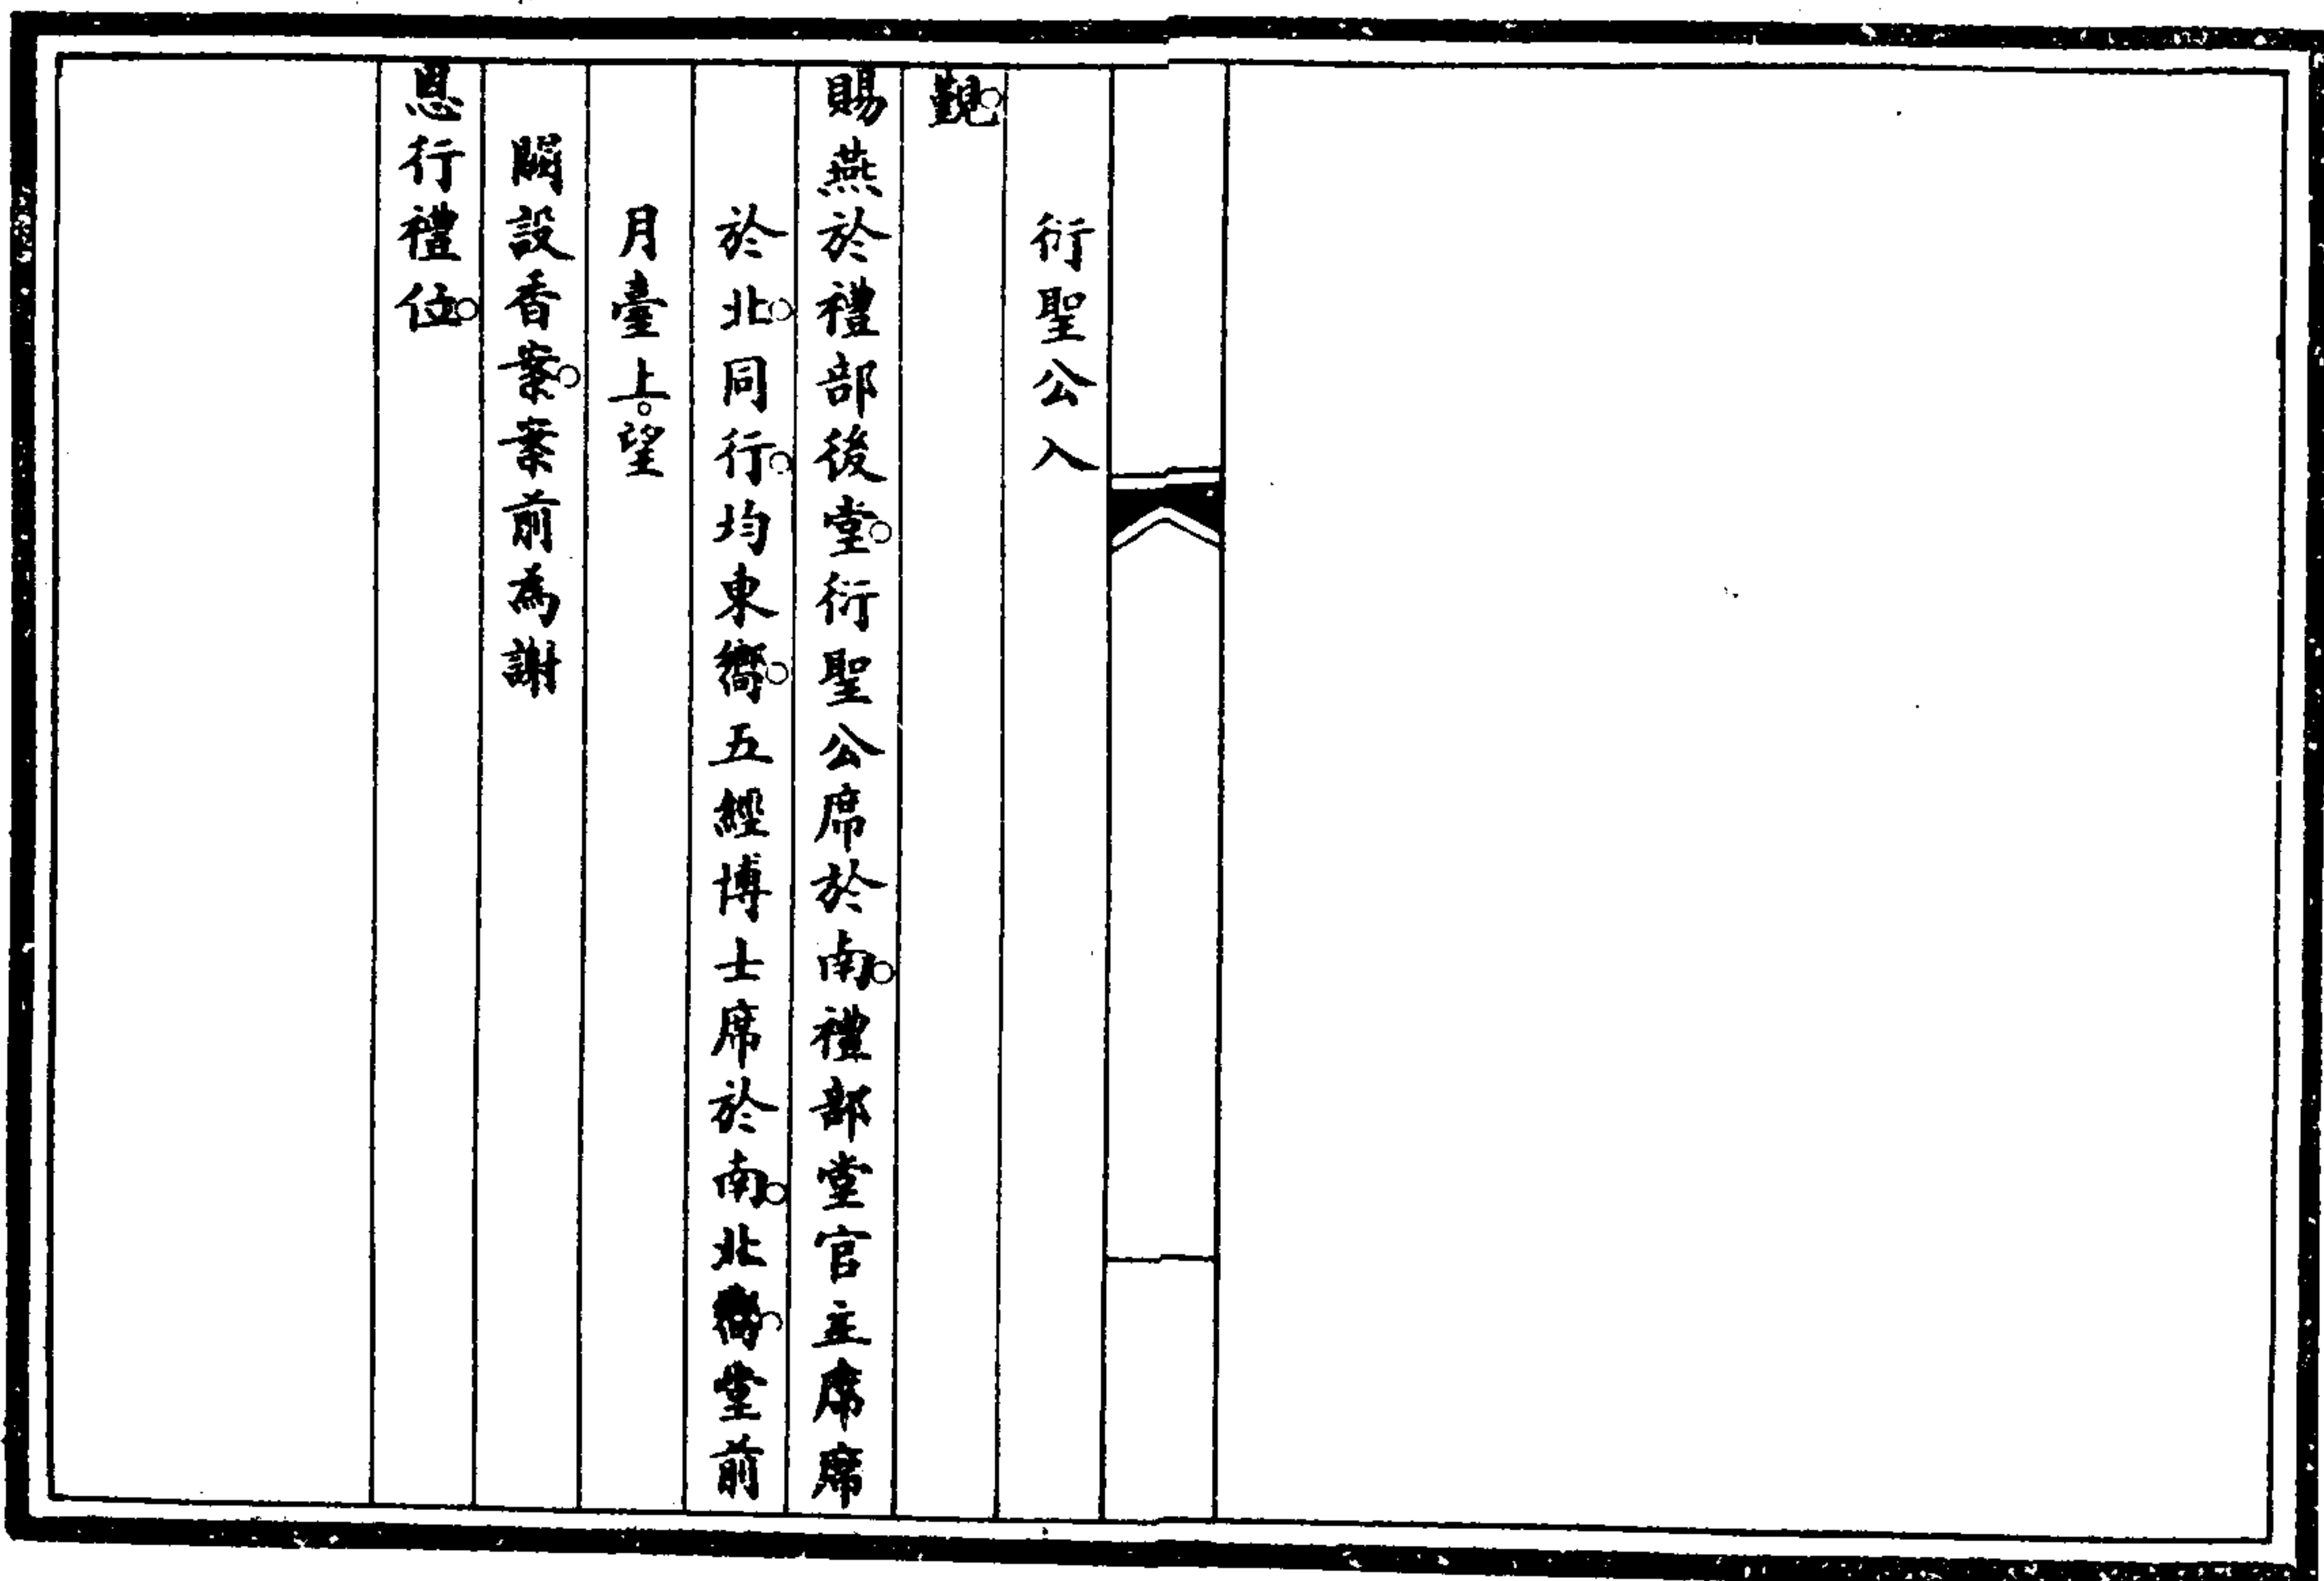 衍聖公入
覲。
賜燕於禮部後堂。衍聖公席於南。禮部堂官主席席
於北。同行。均東嚮。五經博士席於南。北嚮。堂前
月臺上。望
闕設香案。案前為謝
恩行禮位。